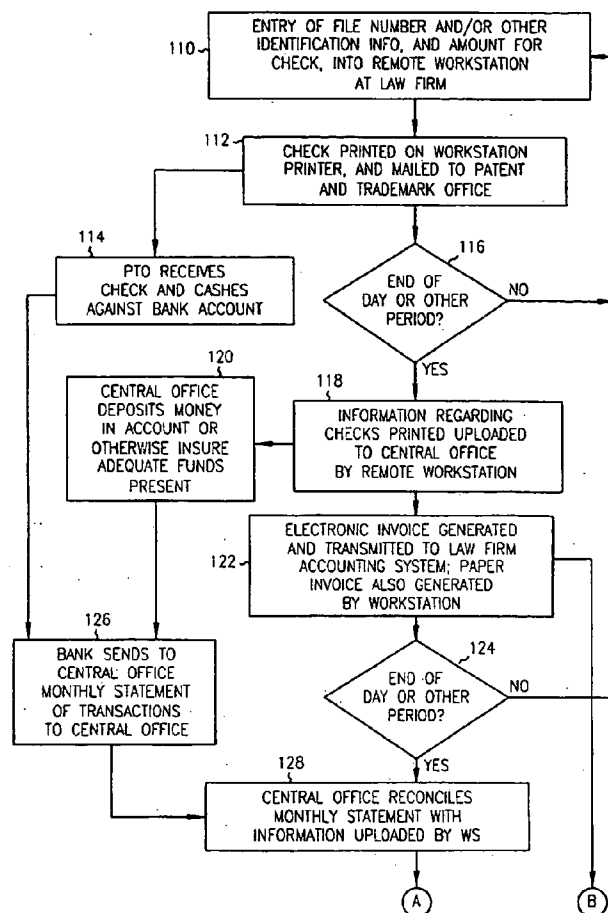 110
ENTRY OF FILE NUMBER AND/OR OTHER
IDENTIFICATION INFO, AND AMOUNT FOR
CHECK, INTO REMOTE WORKSTATION
AT LAW FIRM
112
CHECK PRINTED ON WORKSTATION
PRINTER, AND MAILED TO PATENT
AND TRADEMARK OFFICE
114
PTO RECEIVES
CHECK AND CASHES
AGAINST BANK ACCOUNT
116
END OF
DAY OR OTHER
PERIOD?
NO
YES
120
CENTRAL OFFICE
DEPOSITS MONEY
IN ACCOUNT OR
OTHERWISE INSURE
ADEQUATE FUNDS
PRESENT
118
INFORMATION REGARDING
CHECKS PRINTED UPLOADED
TO CENTRAL OFFICE
BY REMOTE WORKSTATION
122
ELECTRONIC INVOICE GENERATED
AND TRANSMITTED TO LAW FIRM
ACCOUNTING SYSTEM; PAPER
INVOICE ALSO GENERATED
BY WORKSTATION
126
BANK SENDS TO
CENTRAL OFFICE
MONTHLY STATEMENT
OF TRANSACTIONS
TO CENTRAL OFFICE
124
END OF
DAY OR OTHER
PERIOD?
NO
YES
128
CENTRAL OFFICE RECONCILES
MONTHLY STATEMENT WITH
INFORMATION UPLOADED BY WS
A
B